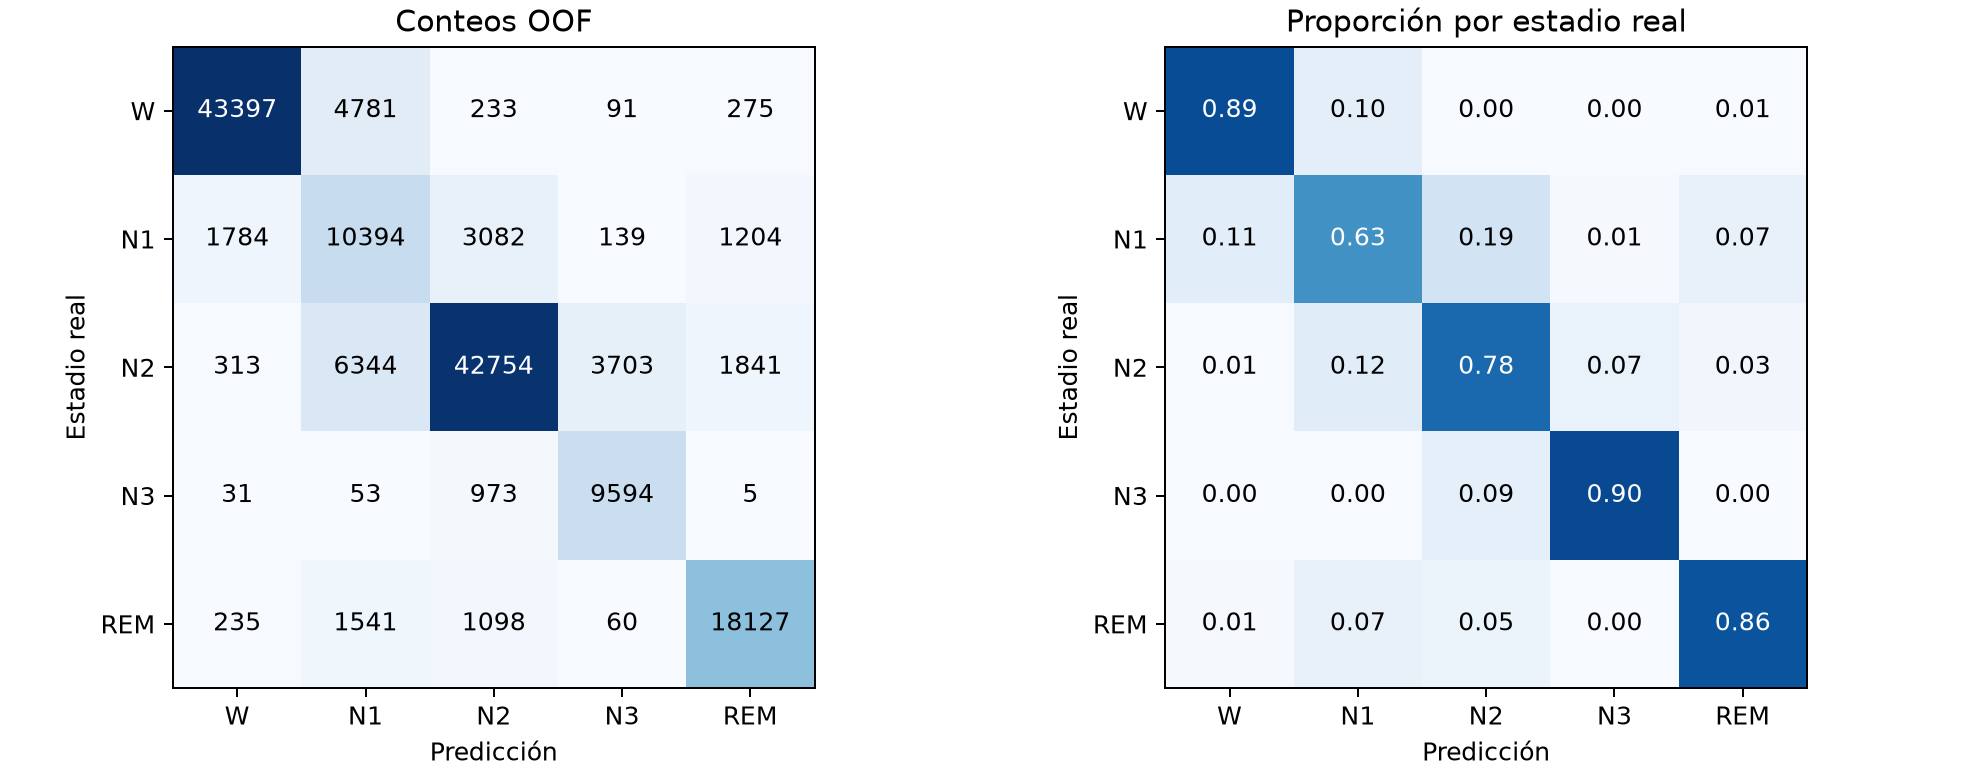 Conteos OOF
W 43397 4781 233 91 275
N1 1784 10394 3082 139 1204
N2 313 6344 42754 3703 1841
N3 31 53 973 9594 5
REM 235 1541 1098 60 18127
W N1 N2 N3 REM
Predicción
Estadio real
Proporción por estadio real
W 0.89 0.10 0.00 0.00 0.01
N1 0.11 0.63 0.19 0.01 0.07
N2 0.01 0.12 0.78 0.07 0.03
N3 0.00 0.00 0.09 0.90 0.00
REM 0.01 0.07 0.05 0.00 0.86
W N1 N2 N3 REM
Predicción
Estadio real